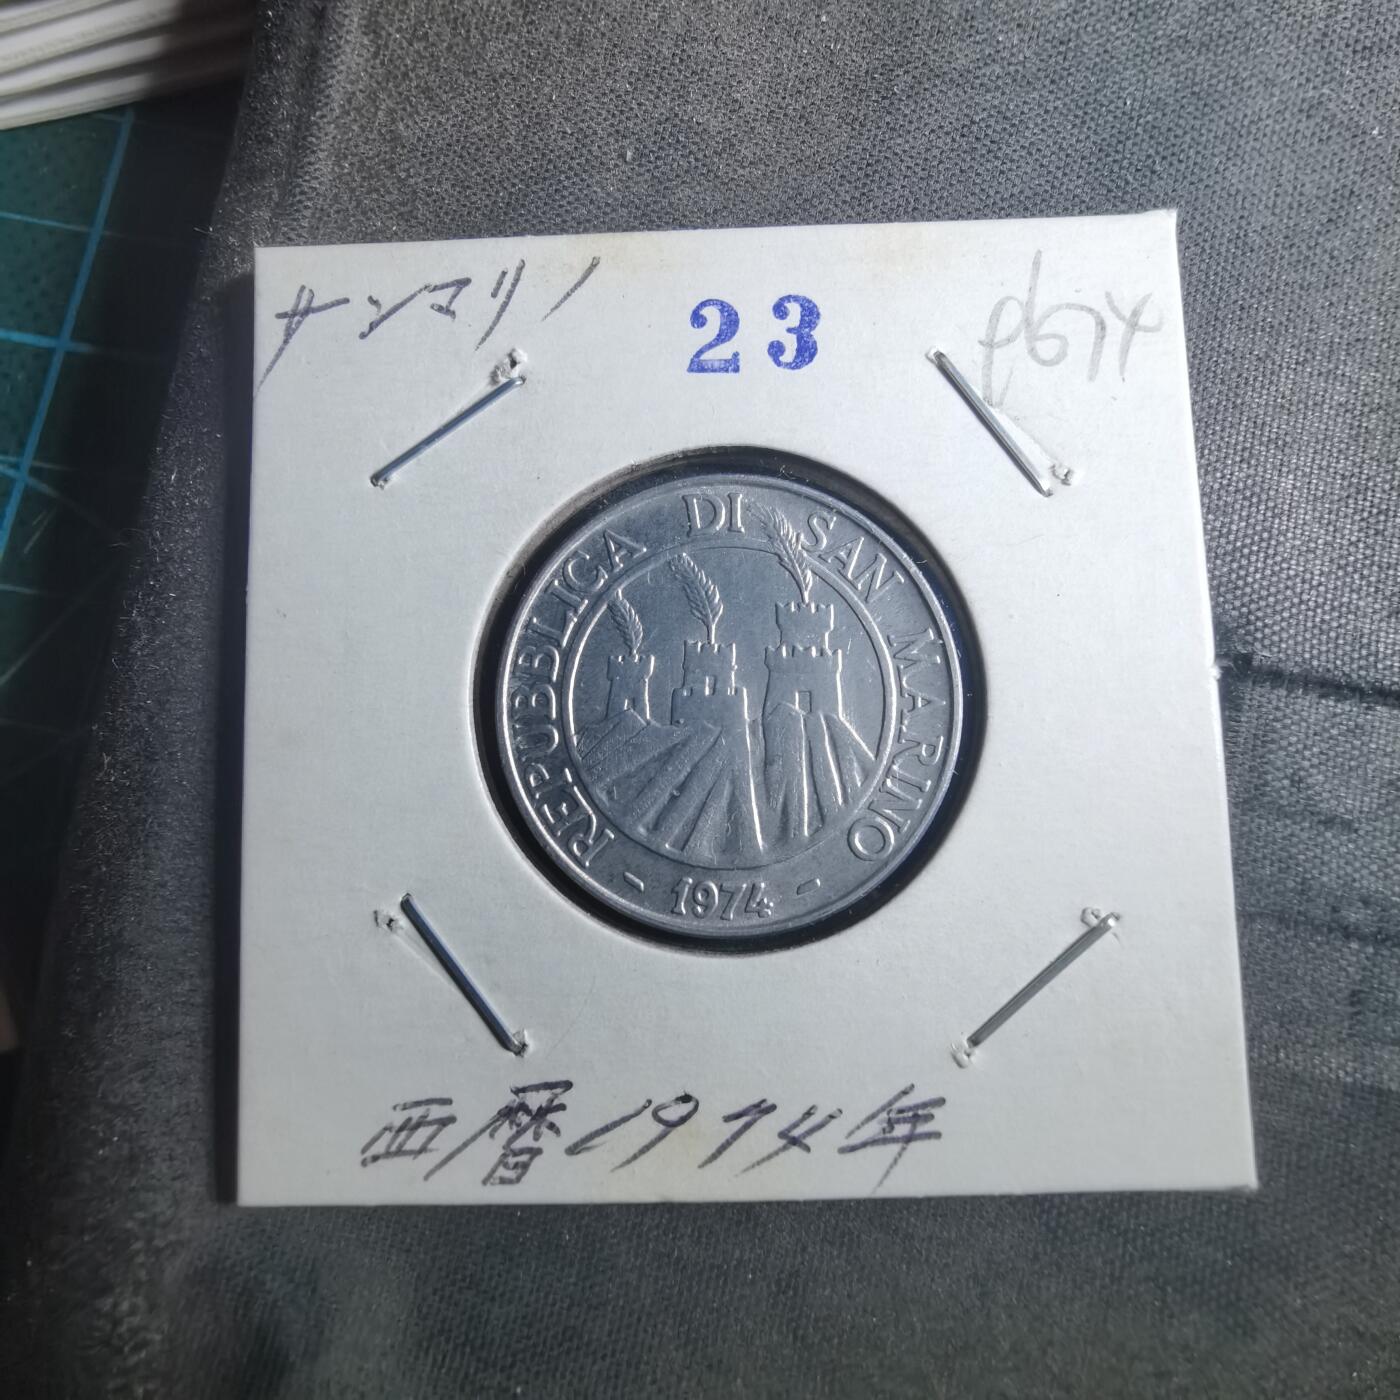 サンマリノ
23
REPUBBLICA DI SAN MARINO
- 1974 -
西暦1974年